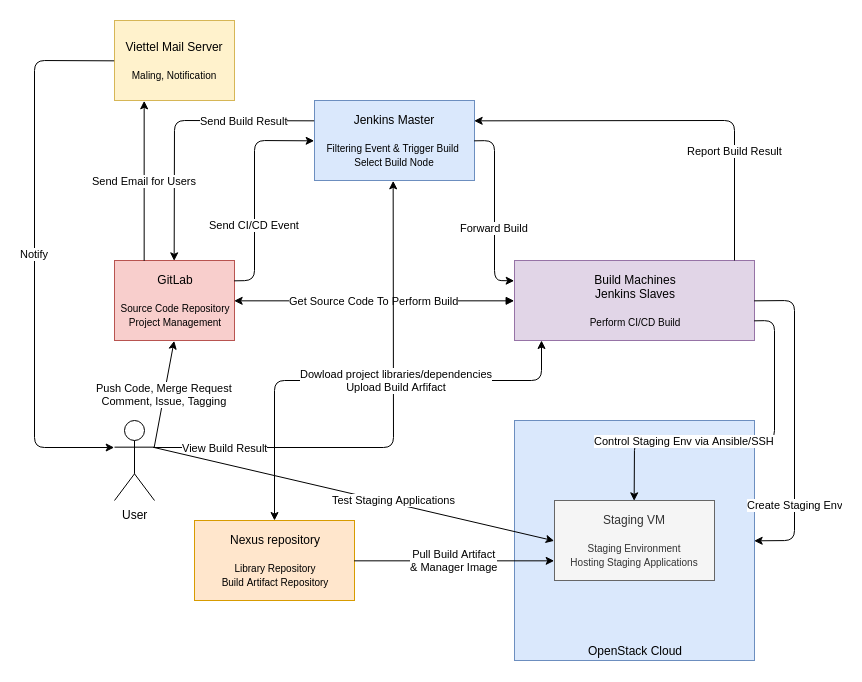 Viettel Mail Server
Maling, Notification
Send Build Result
Jenkins Master
Filtering Event & Trigger Build
Select Build Node
Report Build Result
Send Email for Users
Send CI/CD Event
Forward Build
Notify
GitLab
Source Code Repository
Project Management
Get Source Code To Perform Build
Build Machines
Jenkins Slaves
Perform CI/CD Build
Dowload project libraries/dependencies
Upload Build Arfifact
Push Code, Merge Request
Comment, Issue, Tagging
View Build Result
Control Staging Env via Ansible/SSH
User
Test Staging Applications
Create Staging Env
Nexus repository
Library Repository
Build Artifact Repository
Pull Build Artifact
& Manager Image
Staging VM
Staging Environment
Hosting Staging Applications
OpenStack Cloud